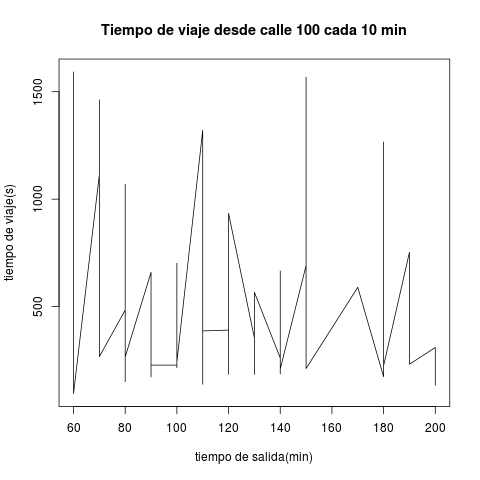 Tiempo de viaje desde calle 100 cada 10 min
tiempo de viaje(s)
1500
1000
500
60 80 100 120 140 160 180 200
tiempo de salida(min)